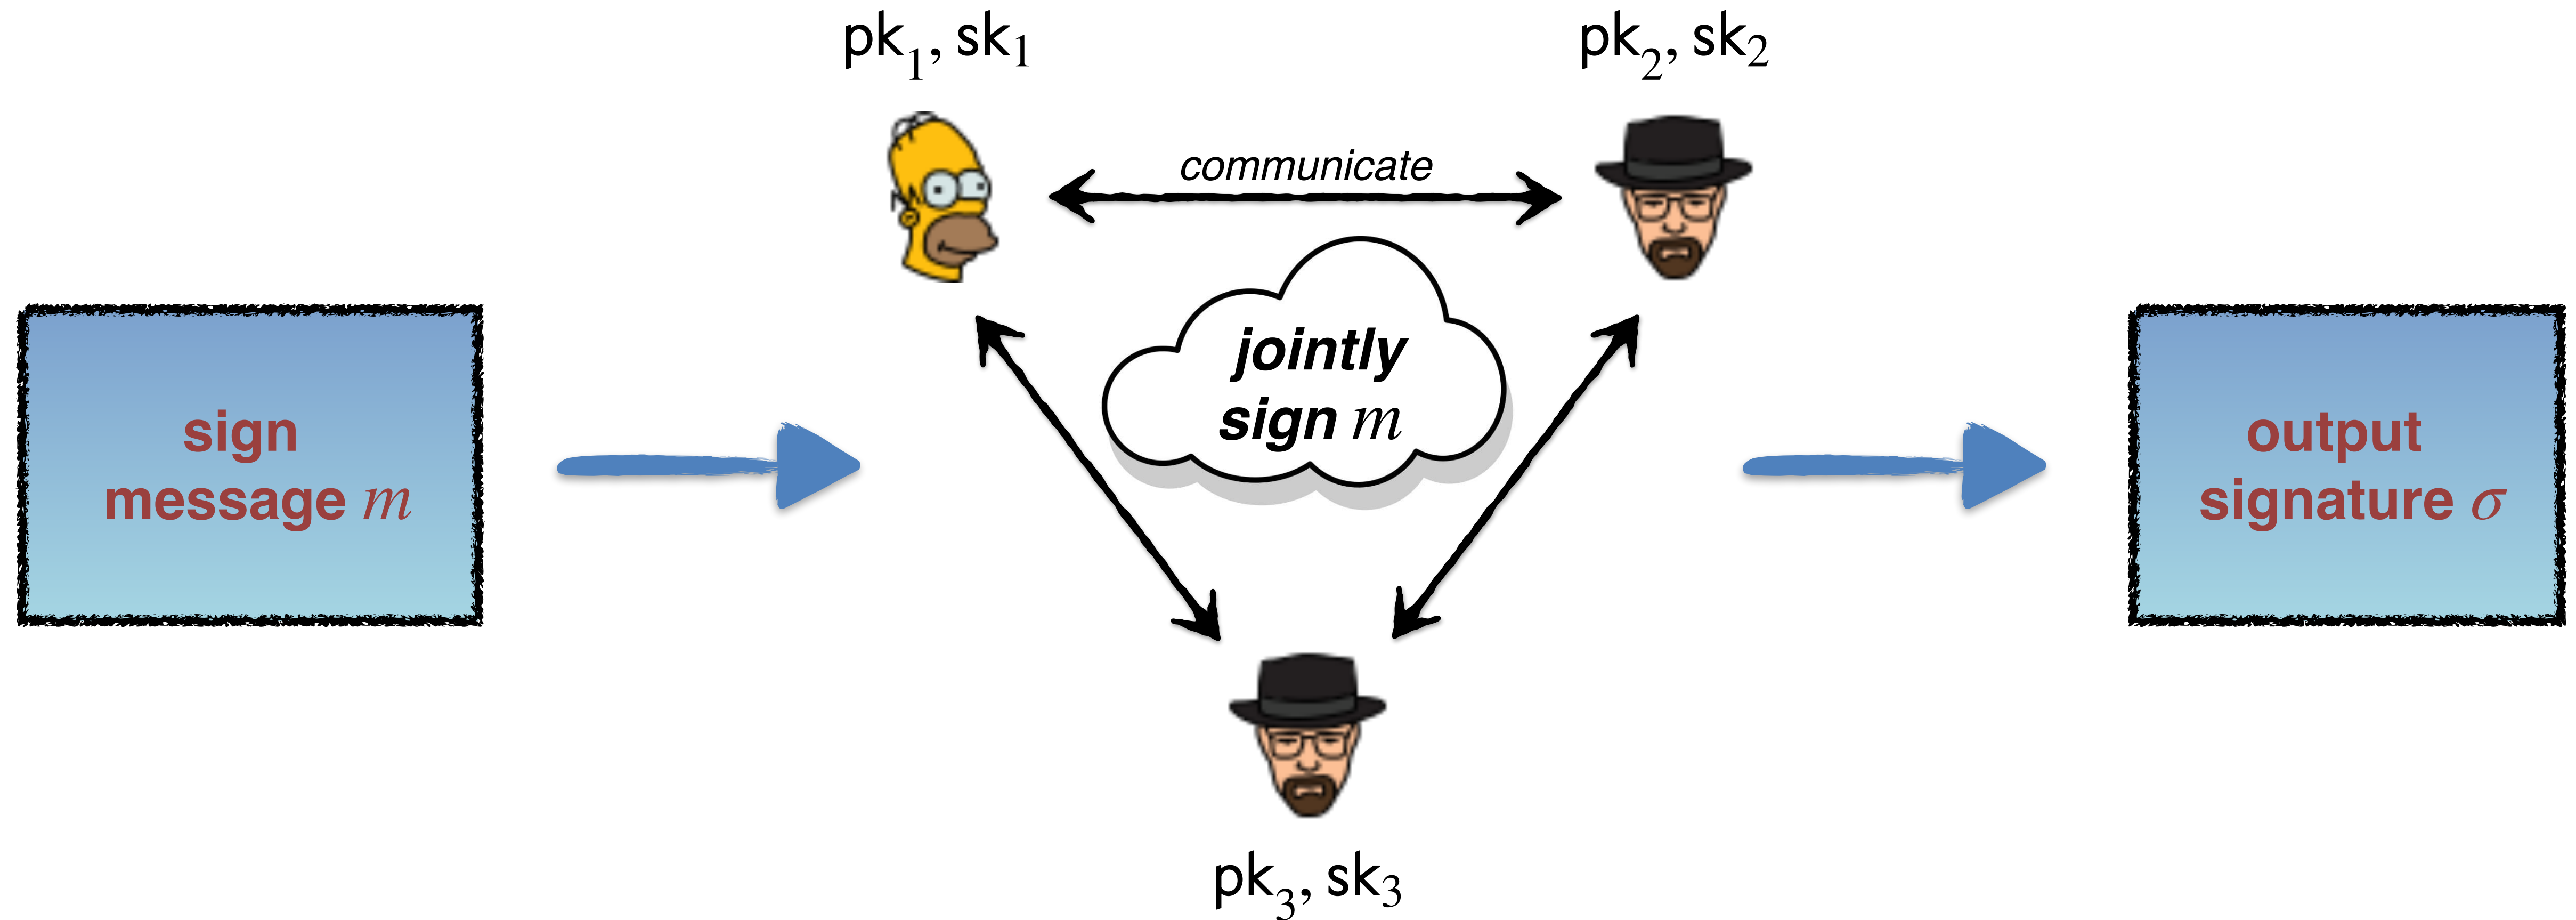 pk₁, sk₁
pk₂, sk₂
communicate
jointly
sign m
sign
message m
output
signature σ
pk₃, sk₃